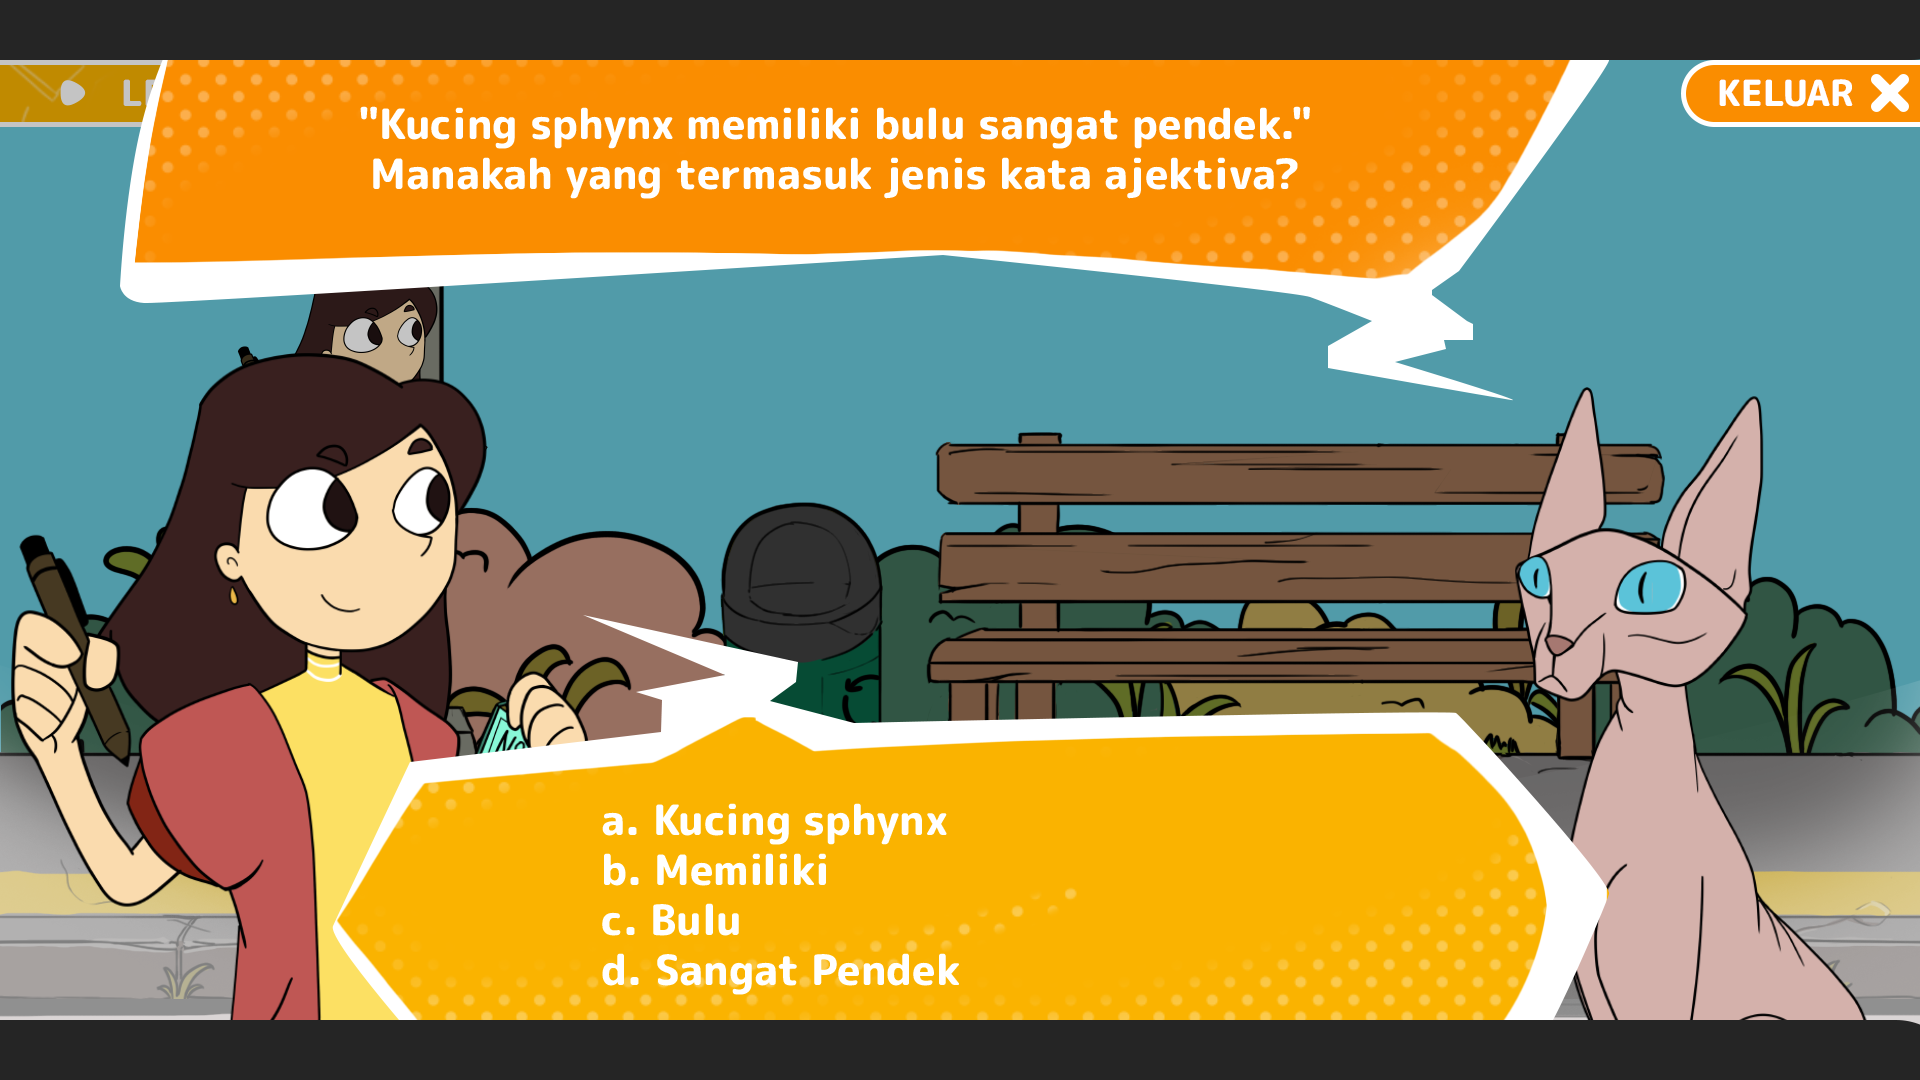 KELUAR
"Kucing sphynx memiliki bulu sangat pendek."
Manakah yang termasuk jenis kata ajektiva?
a. Kucing sphynx
b. Memiliki
c. Bulu
d. Sangat Pendek